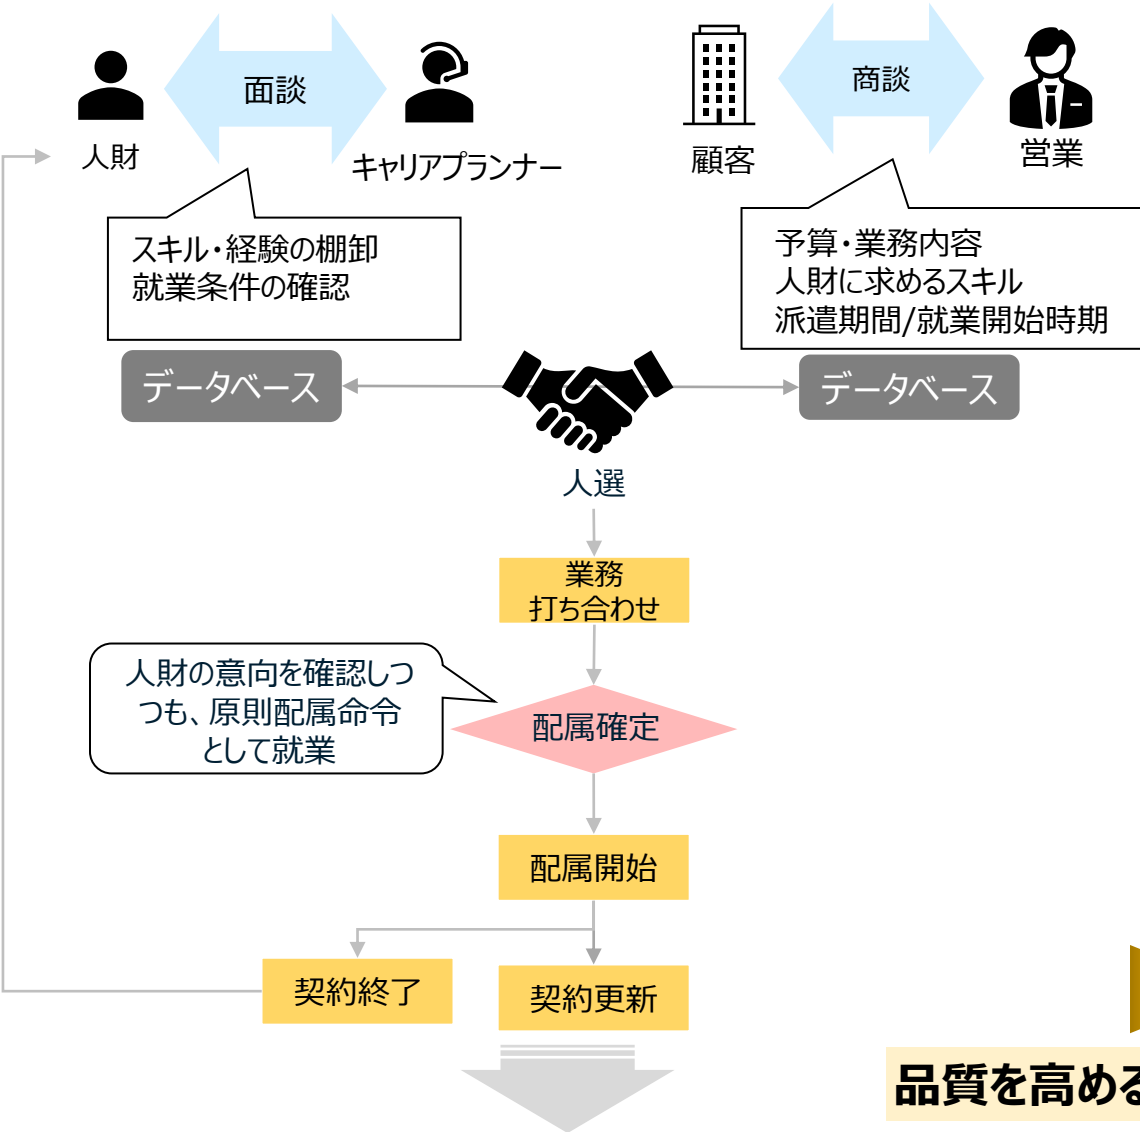 面談
商談
人財
キャリアプランナー
顧客
営業
スキル・経験の棚卸
就業条件の確認
予算・業務内容
人財に求めるスキル
派遣期間/就業開始時期
データベース
データベース
人選
業務
打ち合わせ
人財の意向を確認しつ
つも、原則配属命令
として就業
配属確定
配属開始
契約終了
契約更新
品質を高める